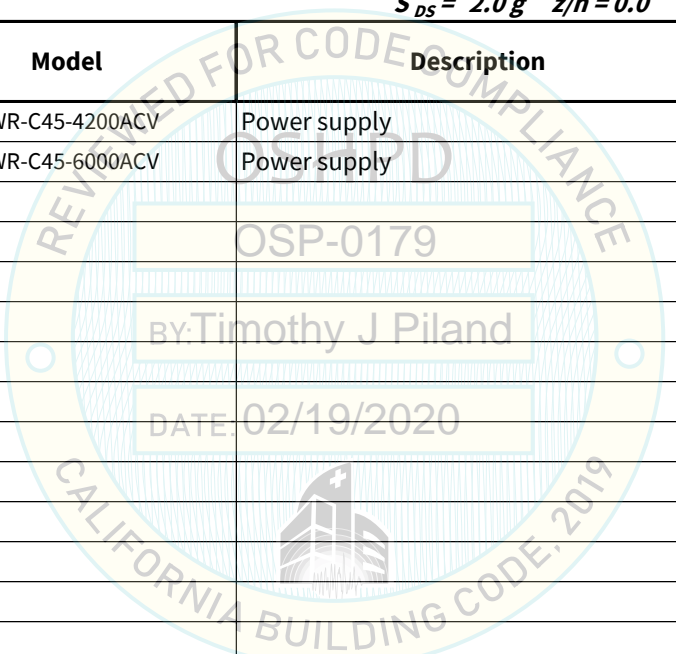 S DS = 2.0 g z/h = 0.0
Model Description
WR-C45-4200ACV Power supply
WR-C45-6000ACV Power supply
REVIEWED FOR CODE COMPLIANCE
OSHPD
OSP-0179
BY:Timothy J Piland
DATE: 02/19/2020
CALIFORNIA BUILDING CODE, 2019